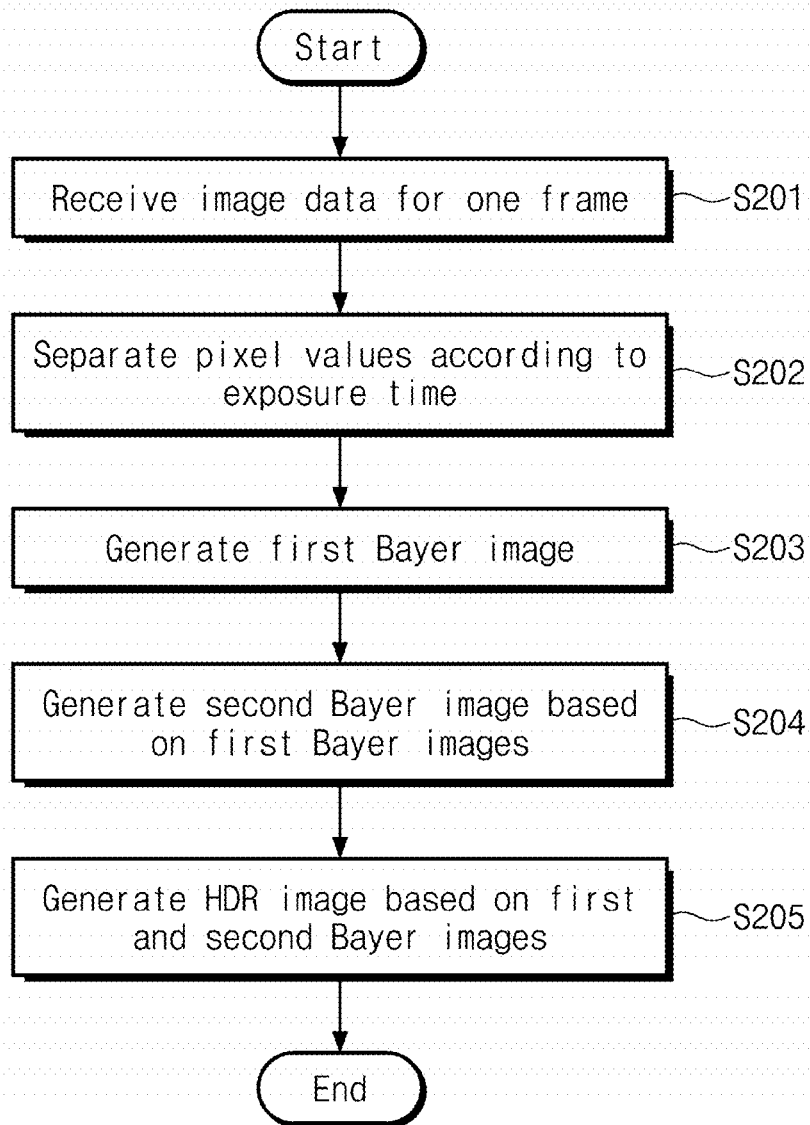 Start
Receive image data for one frame
S201
Separate pixel values according to
exposure time
S202
Generate first Bayer image
S203
Generate second Bayer image based
on first Bayer images
S204
Generate HDR image based on first
and second Bayer images
S205
End